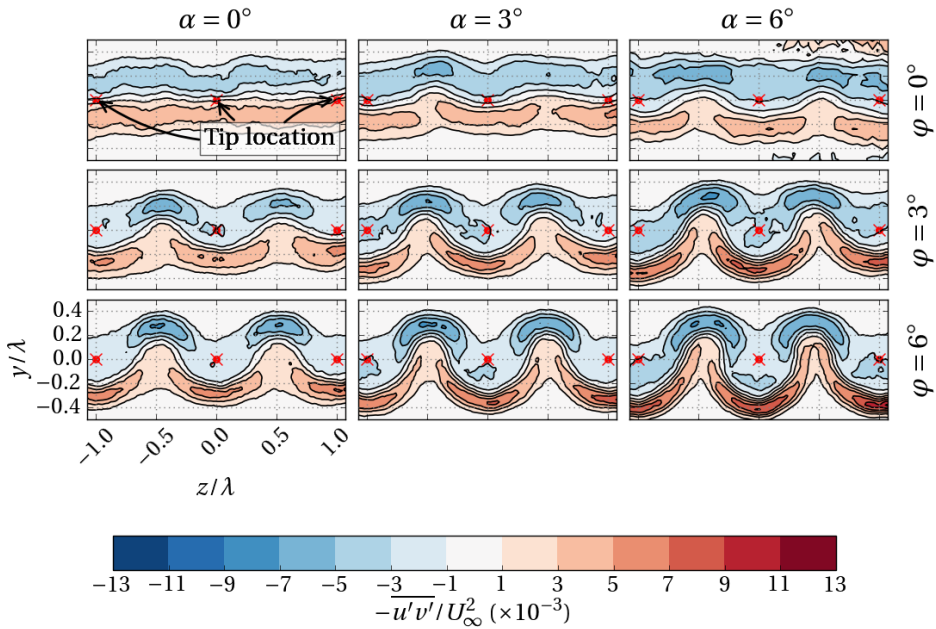 α = 0° α = 3° α = 6°
Tip location
φ = 0°
φ = 3°
φ = 6°
0.4
0.2
0.0
−0.2
−0.4
y/λ
−1.0 −0.5 0.0 0.5 1.0
z/λ
−13 −11 −9 −7 −5 −3 −1 1 3 5 7 9 11 13
−u′v′/U²∞ (×10⁻³)